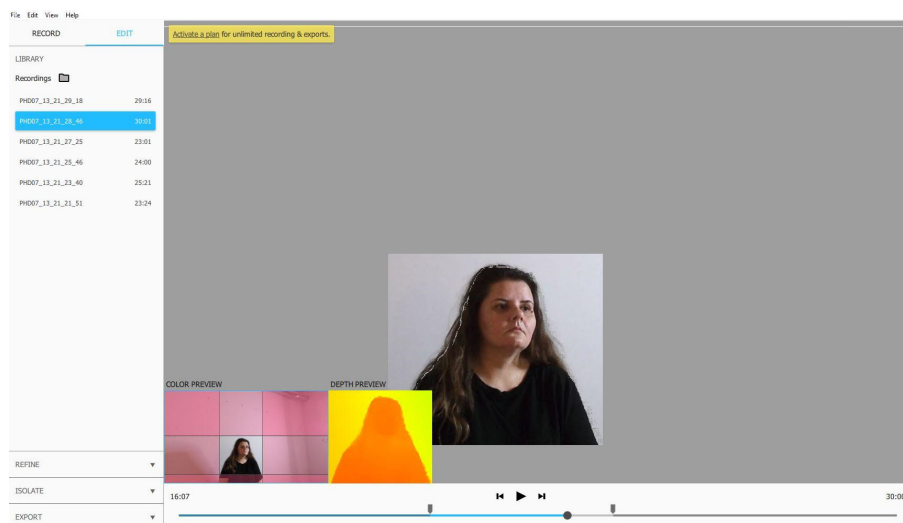 File Edit View Help
RECORD EDIT
Activate a plan for unlimited recording & exports.
LIBRARY
Recordings
PHD07_13_21_29_18 29:16
PHD07_13_21_28_46 30:01
PHD07_13_21_27_25 23:01
PHD07_13_21_25_46 24:00
PHD07_13_21_23_40 25:21
PHD07_13_21_21_51 23:24
COLOR PREVIEW DEPTH PREVIEW
REFINE
ISOLATE
16:07 30:00
EXPORT